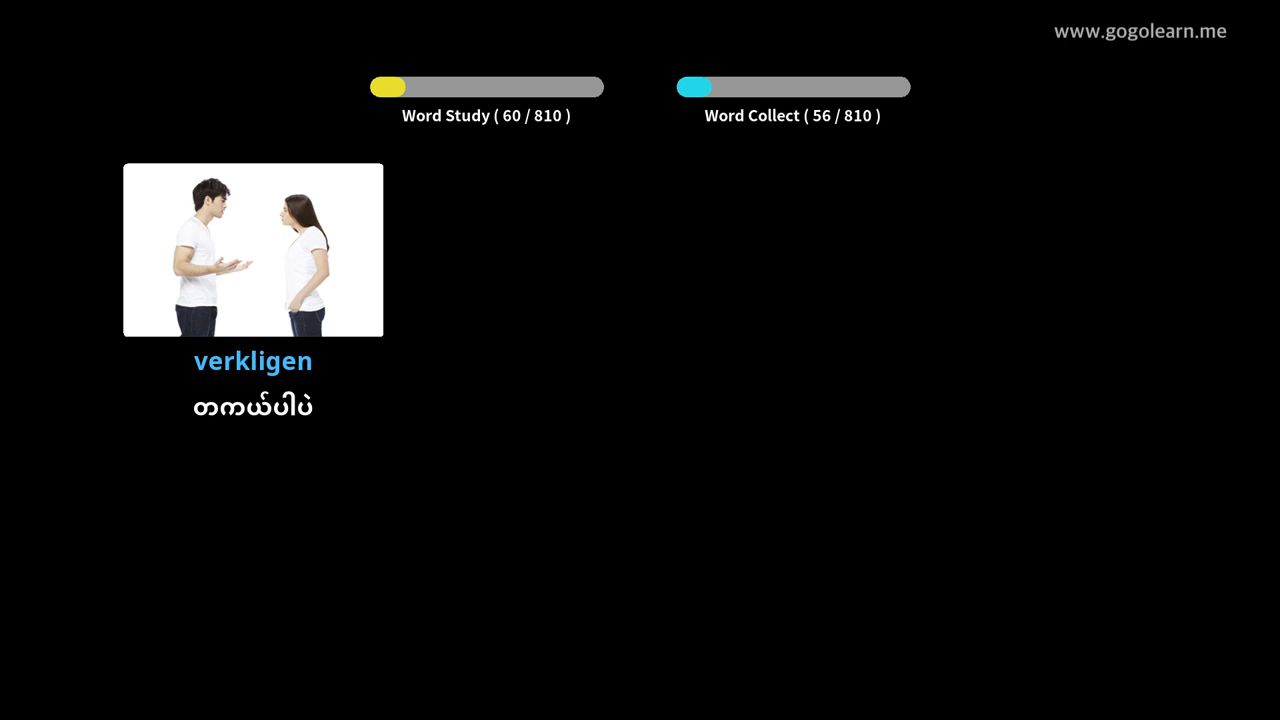 www.gogolearn.me
Word Study ( 60 / 810 )
Word Collect ( 56 / 810 )
verkligen
တကယ်ပါပဲ